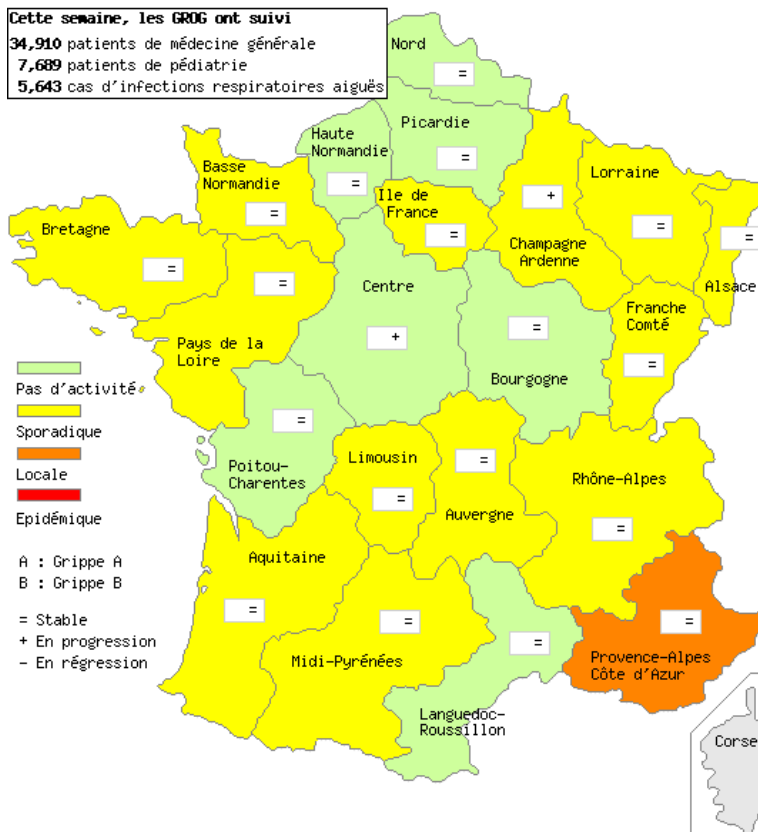 Cette semaine, les GROG ont suivi
34,910 patients de médecine générale
7,689 patients de pédiatrie
5,643 cas d'infections respiratoires aiguës
Nord
=
Haute
Normandie
=
Picardie
=
Basse
Normandie
=
Ile de
France
=
+
Champagne
Ardenne
Lorraine
=
=
Alsace
Bretagne
=
=
Pays de la
Loire
Centre
+
=
Bourgogne
Franche
Comté
=
=
Poitou-
Charentes
Limousin
=
=
Auvergne
Rhône-Alpes
=
Aquitaine
=
=
Midi-Pyrénées
=
Languedoc-
Roussillon
=
Provence-Alpes
Côte d'Azur
Corse
Pas d'activité
Sporadique
Locale
Epidémique
A : Grippe A
B : Grippe B
= Stable
+ En progression
- En régression